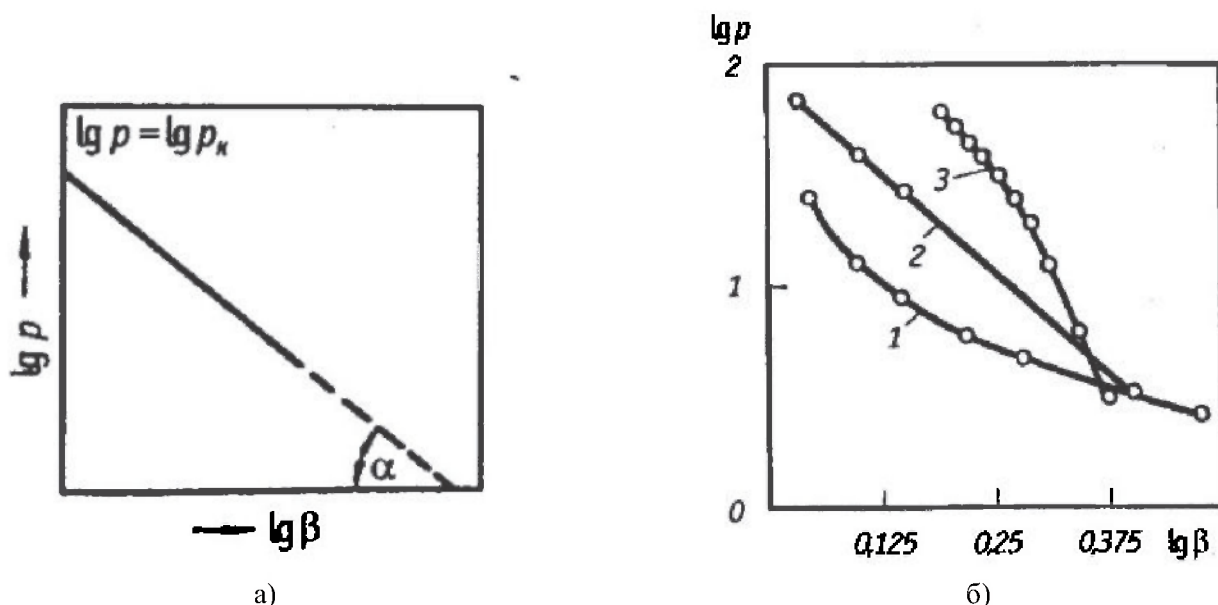 lg p = lg pк
lg p
α
lg β
а)
lg p
2
1
0
3
2
1
0,125
0,25
0,375
lg β
б)